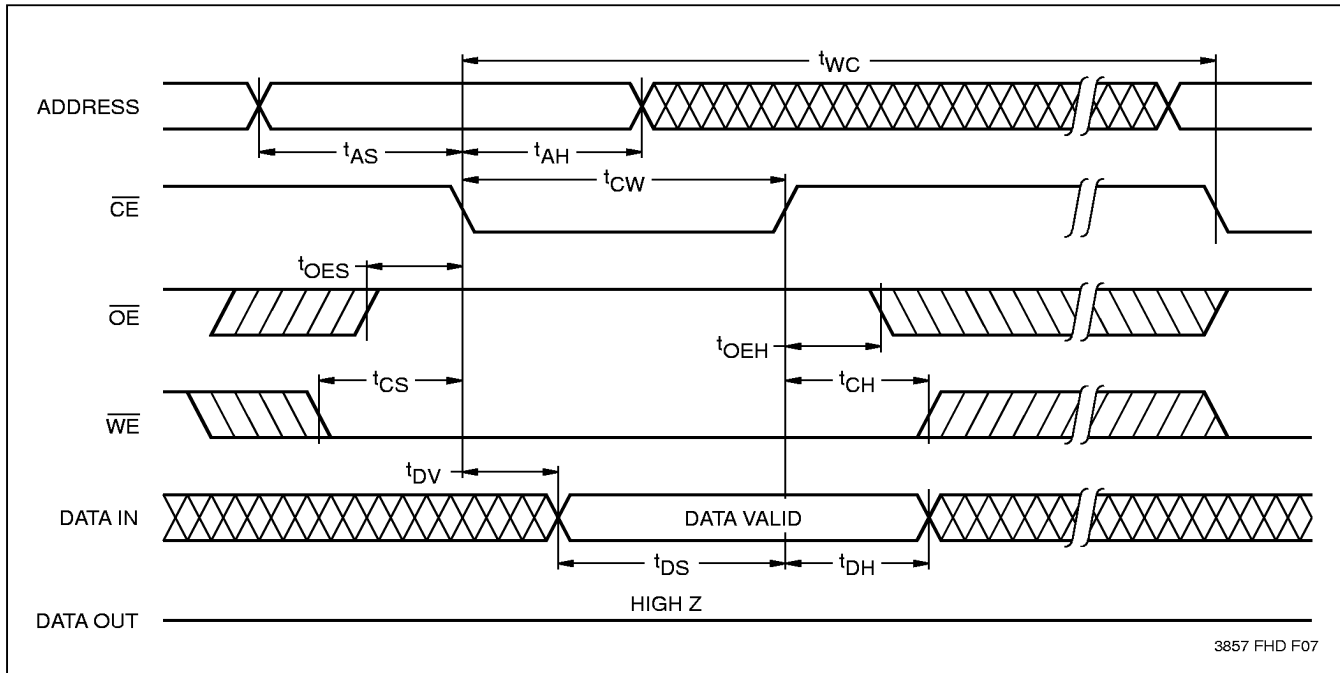 tWC
ADDRESS
tAS
tAH
tCW
CE
tOES
OE
tOEH
tCS
tCH
WE
tDV
DATA IN
DATA VALID
tDS
tDH
HIGH Z
DATA OUT
3857 FHD F07